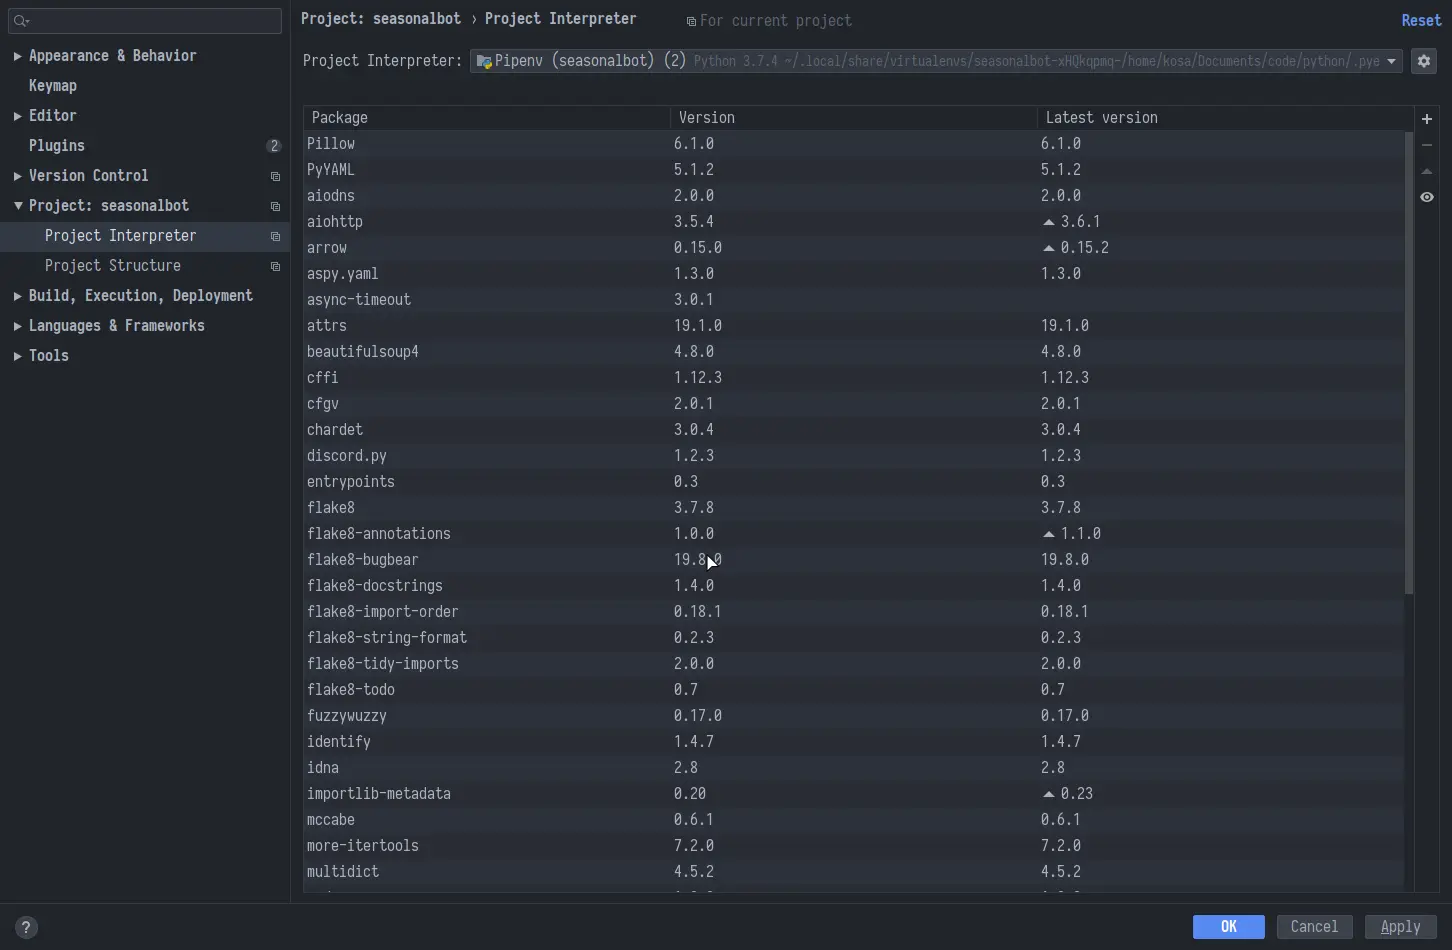 Project: seasonalbot › Project Interpreter
For current project
Reset
Appearance & Behavior
Keymap
Editor
Plugins 2
Version Control
Project: seasonalbot
Project Interpreter
Project Structure
Build, Execution, Deployment
Languages & Frameworks
Tools
Project Interpreter: Pipenv (seasonalbot) (2) Python 3.7.4 ~/.local/share/virtualenvs/seasonalbot-xHQkqpmq-/home/kosa/Documents/code/python/.pye
Package Version Latest version
Pillow 6.1.0 6.1.0
PyYAML 5.1.2 5.1.2
aiodns 2.0.0 2.0.0
aiohttp 3.5.4 ▲ 3.6.1
arrow 0.15.0 ▲ 0.15.2
aspy.yaml 1.3.0 1.3.0
async-timeout 3.0.1
attrs 19.1.0 19.1.0
beautifulsoup4 4.8.0 4.8.0
cffi 1.12.3 1.12.3
cfgv 2.0.1 2.0.1
chardet 3.0.4 3.0.4
discord.py 1.2.3 1.2.3
entrypoints 0.3 0.3
flake8 3.7.8 3.7.8
flake8-annotations 1.0.0 ▲ 1.1.0
flake8-bugbear 19.8.0 19.8.0
flake8-docstrings 1.4.0 1.4.0
flake8-import-order 0.18.1 0.18.1
flake8-string-format 0.2.3 0.2.3
flake8-tidy-imports 2.0.0 2.0.0
flake8-todo 0.7 0.7
fuzzywuzzy 0.17.0 0.17.0
identify 1.4.7 1.4.7
idna 2.8 2.8
importlib-metadata 0.20 ▲ 0.23
mccabe 0.6.1 0.6.1
more-itertools 7.2.0 7.2.0
multidict 4.5.2 4.5.2
? OK Cancel Apply